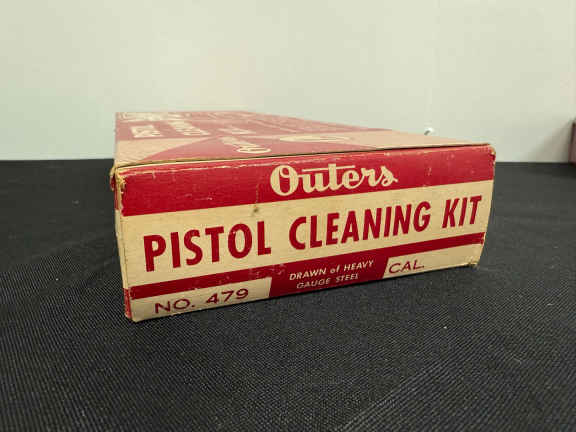 Outers
PISTOL CLEANING KIT
DRAWN of HEAVY
GAUGE STEEL
NO. 479
CAL.